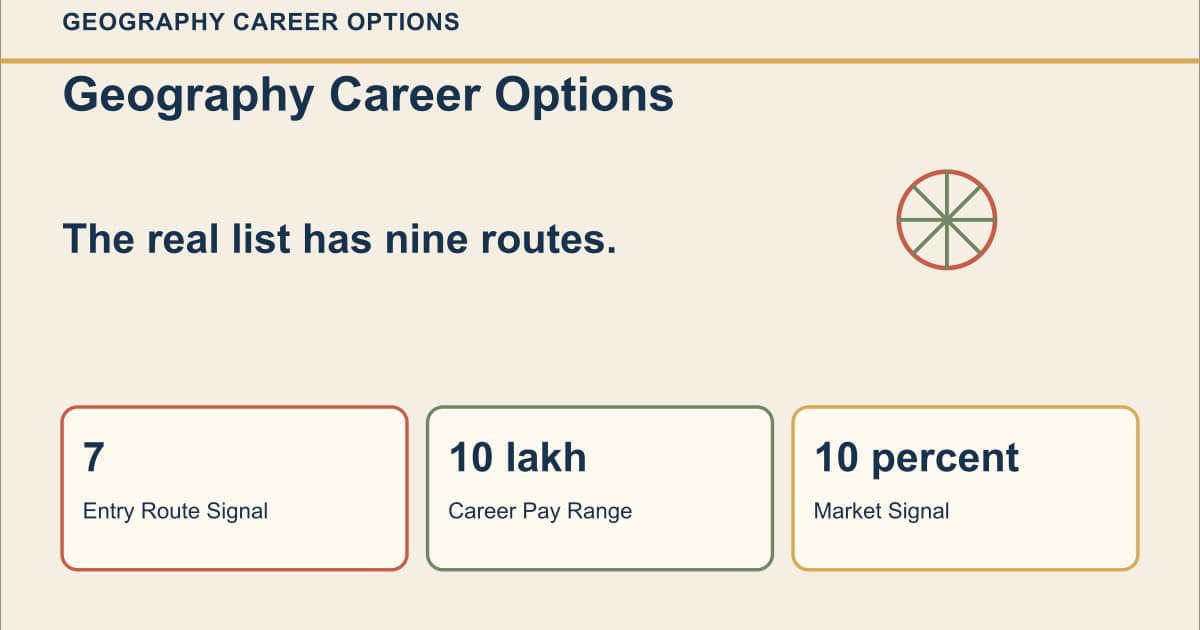 GEOGRAPHY CAREER OPTIONS
Geography Career Options
The real list has nine routes.
7
Entry Route Signal
10 lakh
Career Pay Range
10 percent
Market Signal